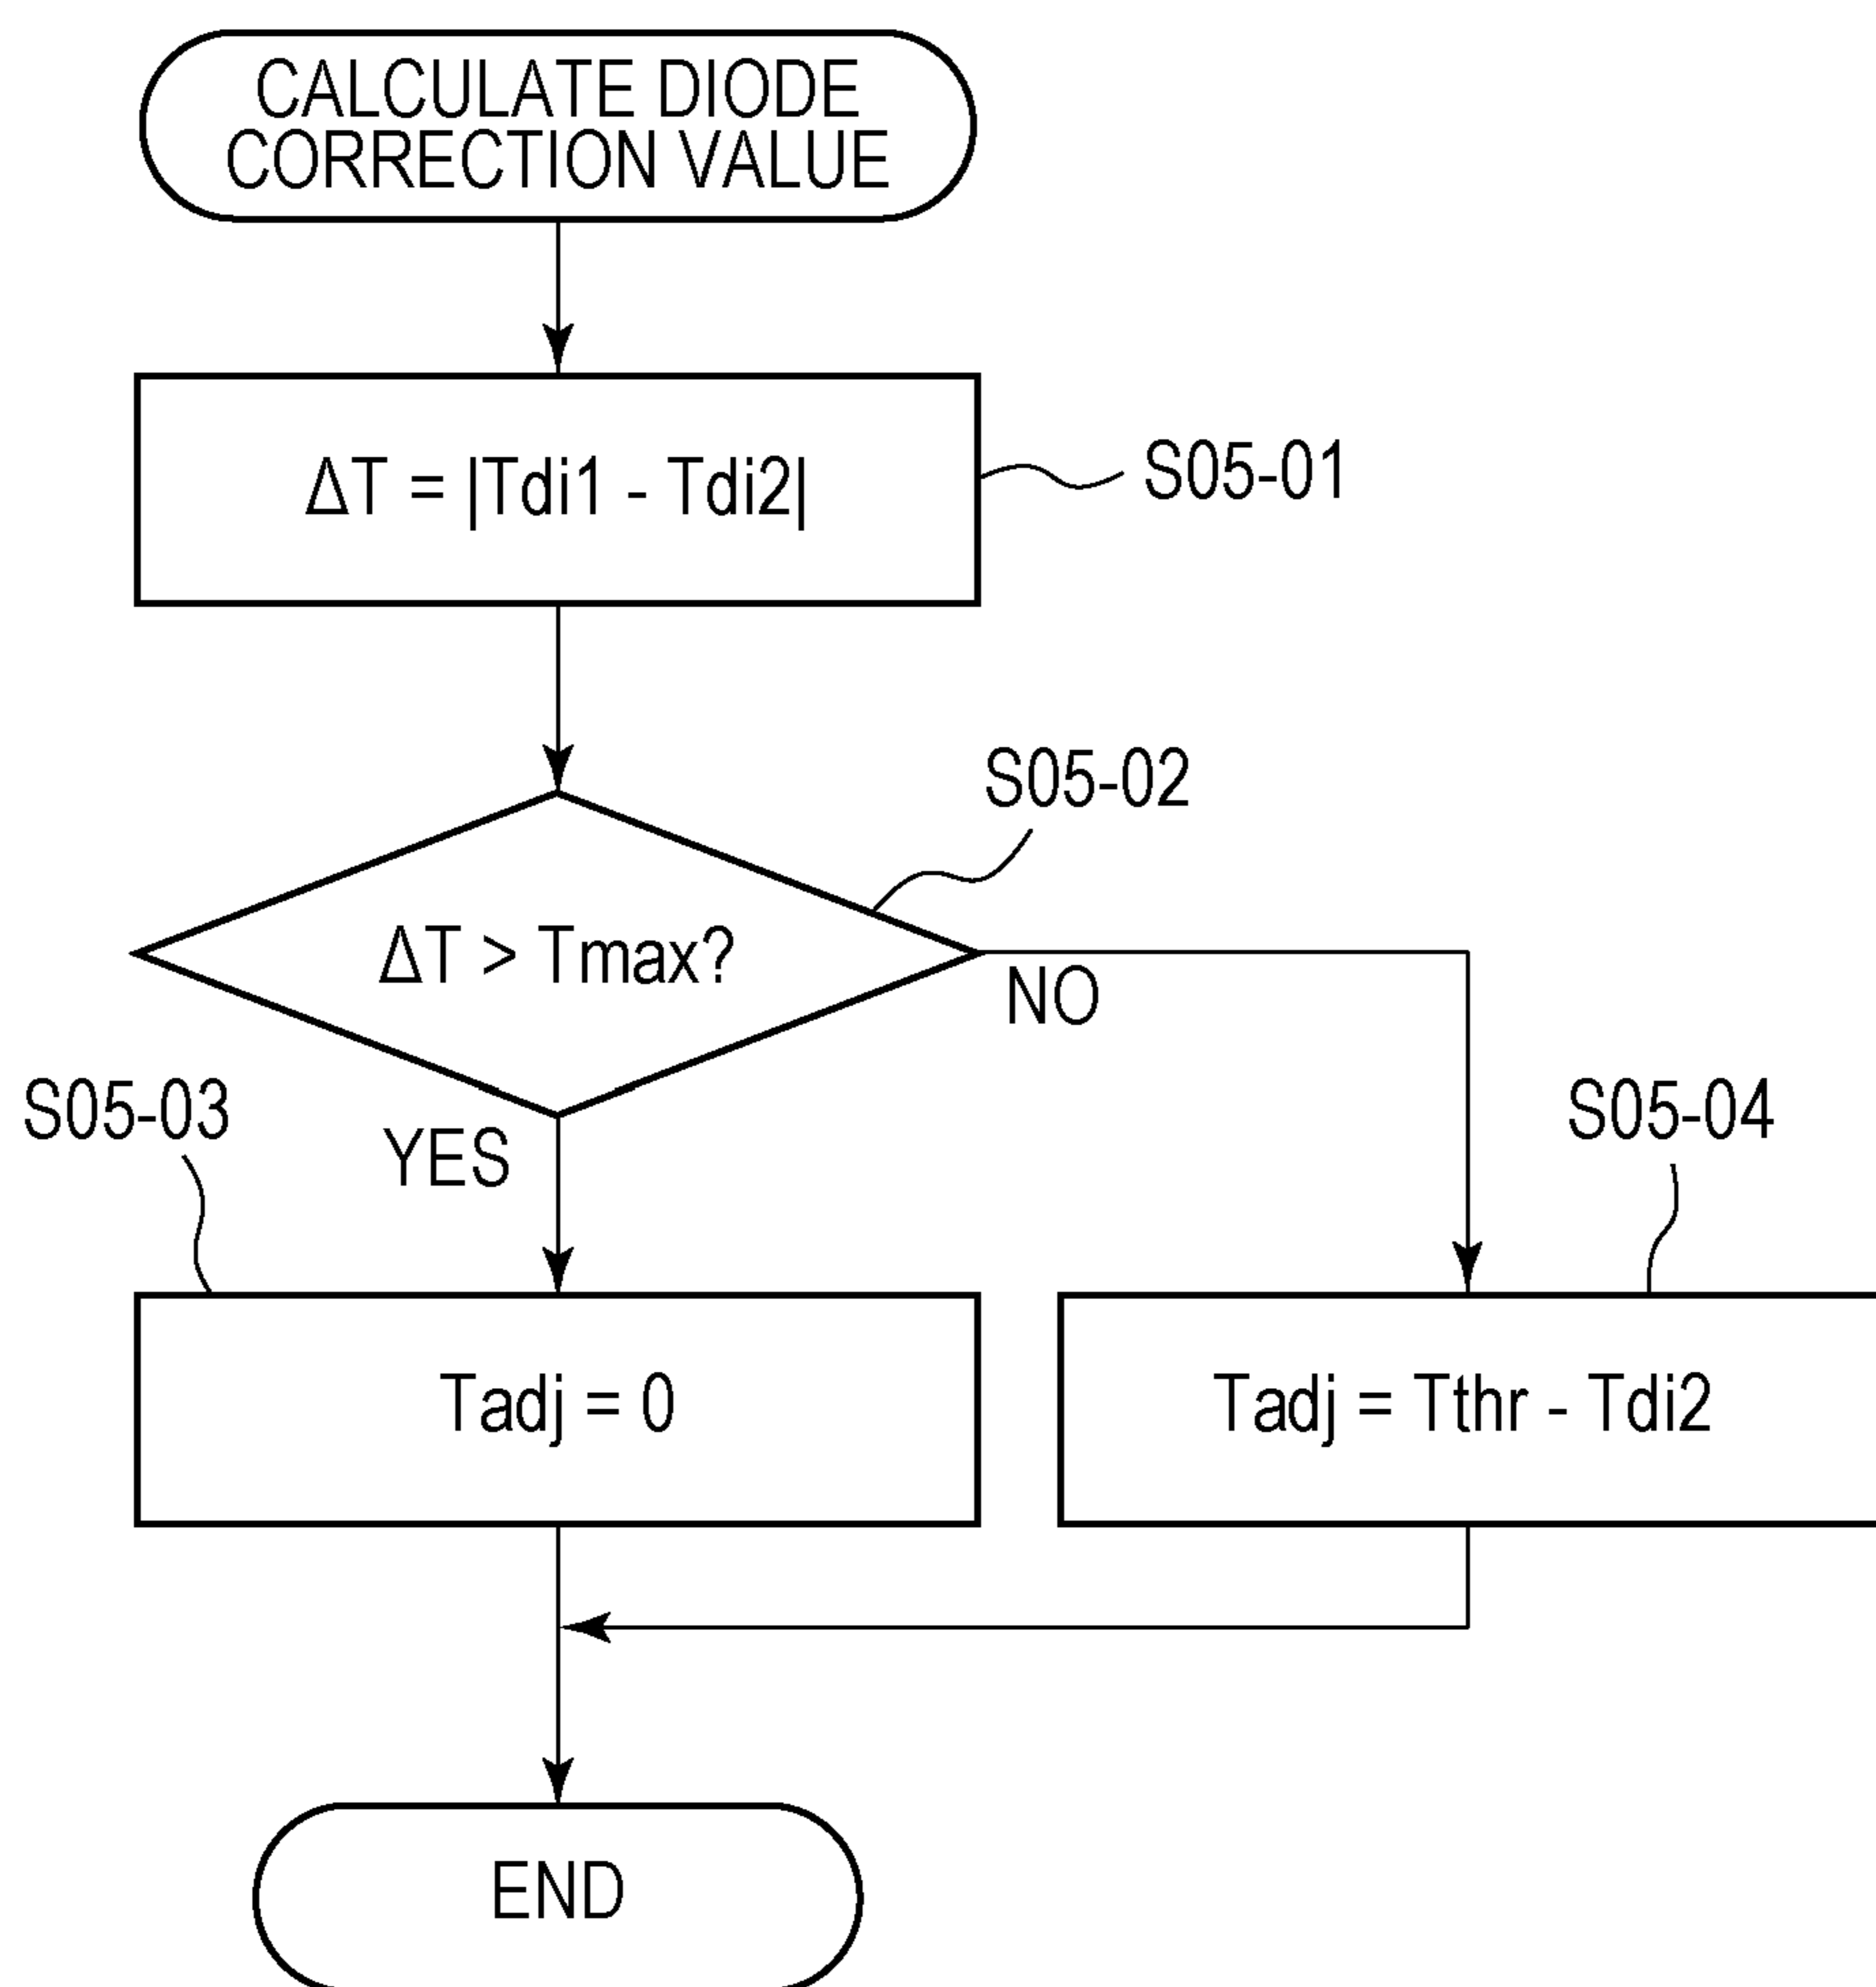 CALCULATE DIODE
CORRECTION VALUE
ΔT = |Tdi1 - Tdi2|
S05-01
S05-02
ΔT > Tmax?
NO
YES
S05-03
S05-04
Tadj = 0
Tadj = Tthr - Tdi2
END